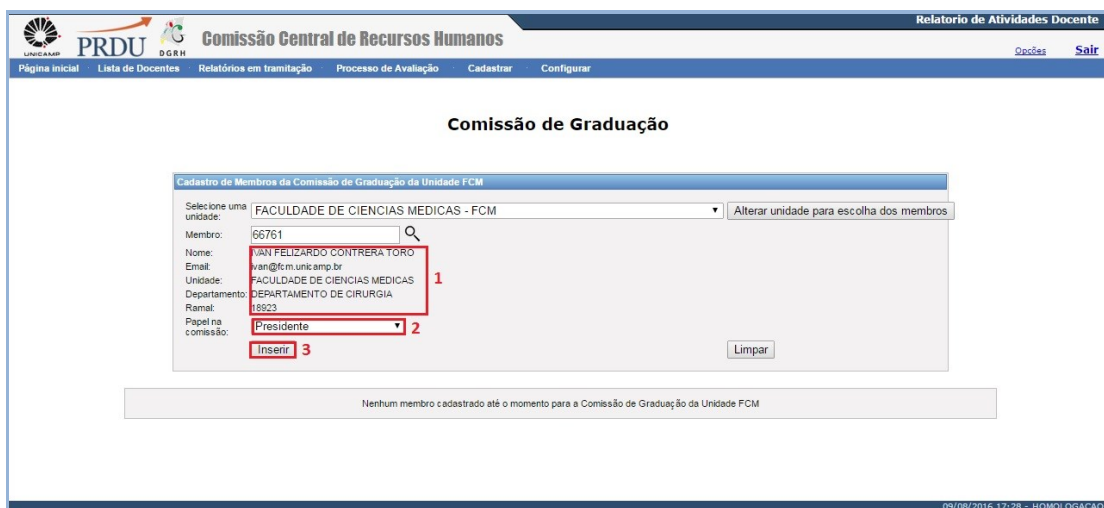 Relatorio de Atividades Docente
UNICAMP PRDU DGRH Comissão Central de Recursos Humanos
Opções Sair
Página inicial Lista de Docentes Relatórios em tramitação Processo de Avaliação Cadastrar Configurar
Comissão de Graduação
Cadastro de Membros da Comissão de Graduação da Unidade FCM
Selecione uma unidade: FACULDADE DE CIENCIAS MEDICAS - FCM Alterar unidade para escolha dos membros
Membro: 66761
Nome: IVAN FELIZARDO CONTRERA TORO
Email: ivan@fcm.unicamp.br
Unidade: FACULDADE DE CIENCIAS MEDICAS 1
Departamento: DEPARTAMENTO DE CIRURGIA
Ramal: 18923
Papel na comissão: Presidente 2
Inserir 3 Limpar
Nenhum membro cadastrado até o momento para a Comissão de Graduação da Unidade FCM
09/08/2016 17:28 - HOMOLOGACAO